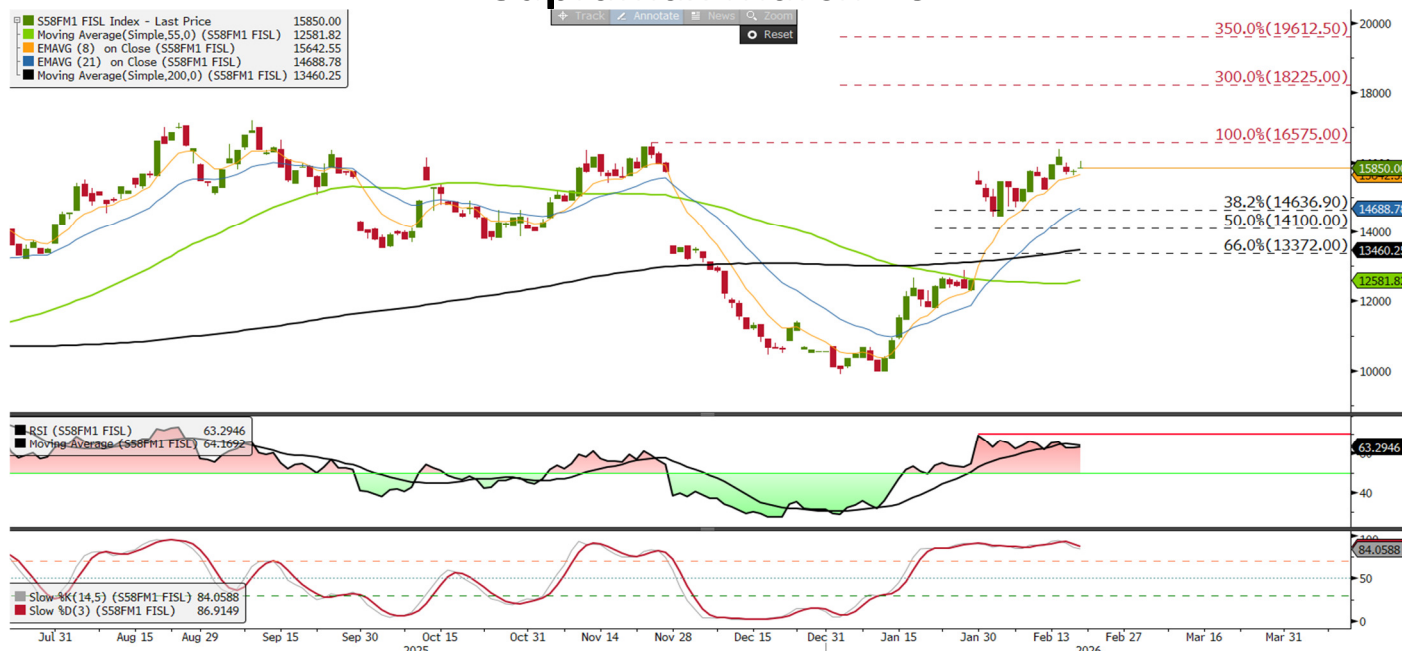 Track Annotate News Zoom
Reset
S58FM1 FISL Index - Last Price 15850.00
Moving Average(Simple,55,0) (S58FM1 FISL) 12581.82
EMAVG (8) on Close (S58FM1 FISL) 15642.55
EMAVG (21) on Close (S58FM1 FISL) 14688.78
Moving Average(Simple,200,0) (S58FM1 FISL) 13460.25
350.0%(19612.50)
300.0%(18225.00)
100.0%(16575.00)
38.2%(14636.90)
50.0%(14100.00)
66.0%(13372.00)
20000
18000
15850.00
14688.78
14000
13460.25
12581.82
12000
10000
RSI (S58FM1 FISL) 63.2946
Moving Average (S58FM1 FISL) 64.1692
63.2946
40
Slow %K(14,5) (S58FM1 FISL) 84.0588
Slow %D(3) (S58FM1 FISL) 86.9149
100
84.0588
50
0
Jul 31 Aug 15 Aug 29 Sep 15 Sep 30 Oct 15 Oct 31 Nov 14 Nov 28 Dec 15 Dec 31 Jan 15 Jan 30 Feb 13 Feb 27 Mar 16 Mar 31
2025 2026